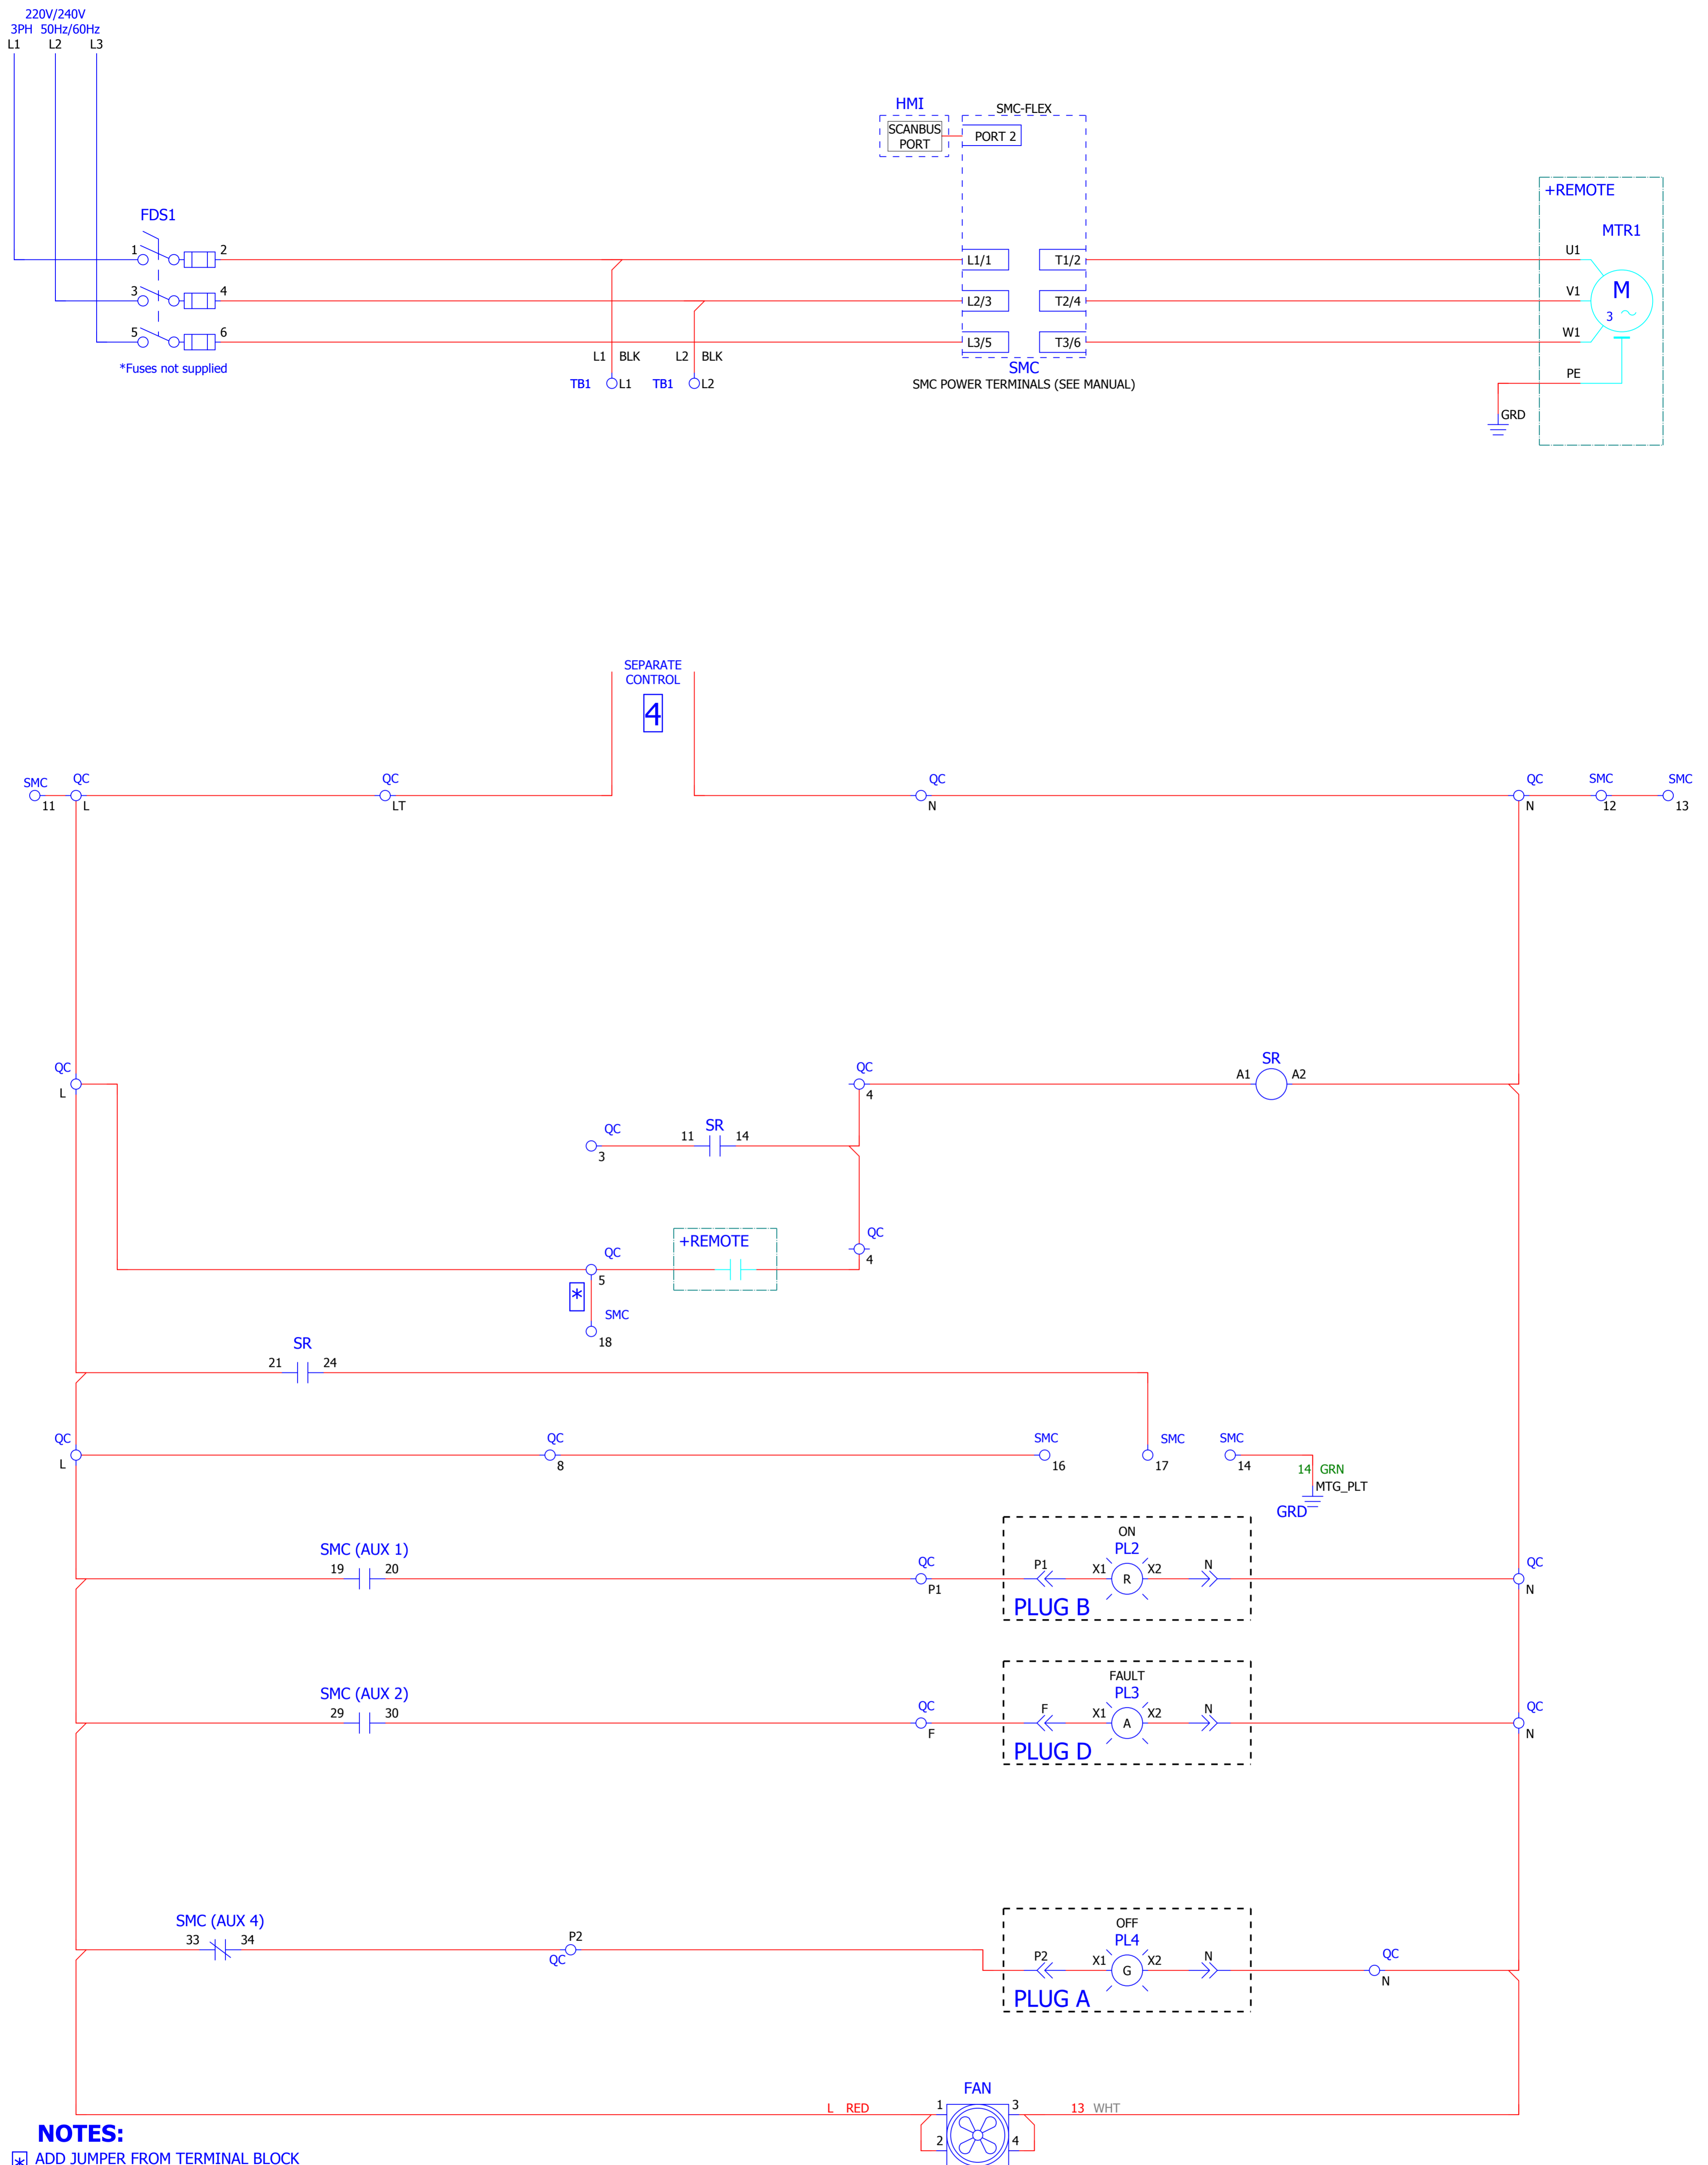 220V/240V
3PH 50Hz/60Hz
L1 L2 L3
HMI
SMC-FLEX
SCANBUS
PORT
PORT 2
+REMOTE
MTR1
FDS1
1 2
L1/1 T1/2
U1
3 4
L2/3 T2/4
V1
M
3
5 6
L3/5 T3/6
W1
*Fuses not supplied
L1 BLK L2 BLK
SMC
TB1 L1 TB1 L2
SMC POWER TERMINALS (SEE MANUAL)
PE
GRD
SEPARATE
CONTROL
4
SMC QC QC QC QC SMC SMC
11 L LT N N 12 13
QC QC SR
A1 A2
L 4
QC SR
11 14
3
QC
+REMOTE
QC
4
5
*
SMC
18
SR
21 24
QC QC SMC SMC SMC
L 8 16 17 14
14 GRN
MTG_PLT
GRD
ON
SMC (AUX 1) PL2
19 20 QC P1 X1 R X2 N QC
P1 N
PLUG B
FAULT
SMC (AUX 2) PL3
29 30 QC F X1 A X2 N QC
F N
PLUG D
SMC (AUX 4) OFF
33 34 P2 PL4
QC P2 X1 G X2 N QC
N
PLUG A
FAN
L RED 1 3 13 WHT
2 4
NOTES:
* ADD JUMPER FROM TERMINAL BLOCK